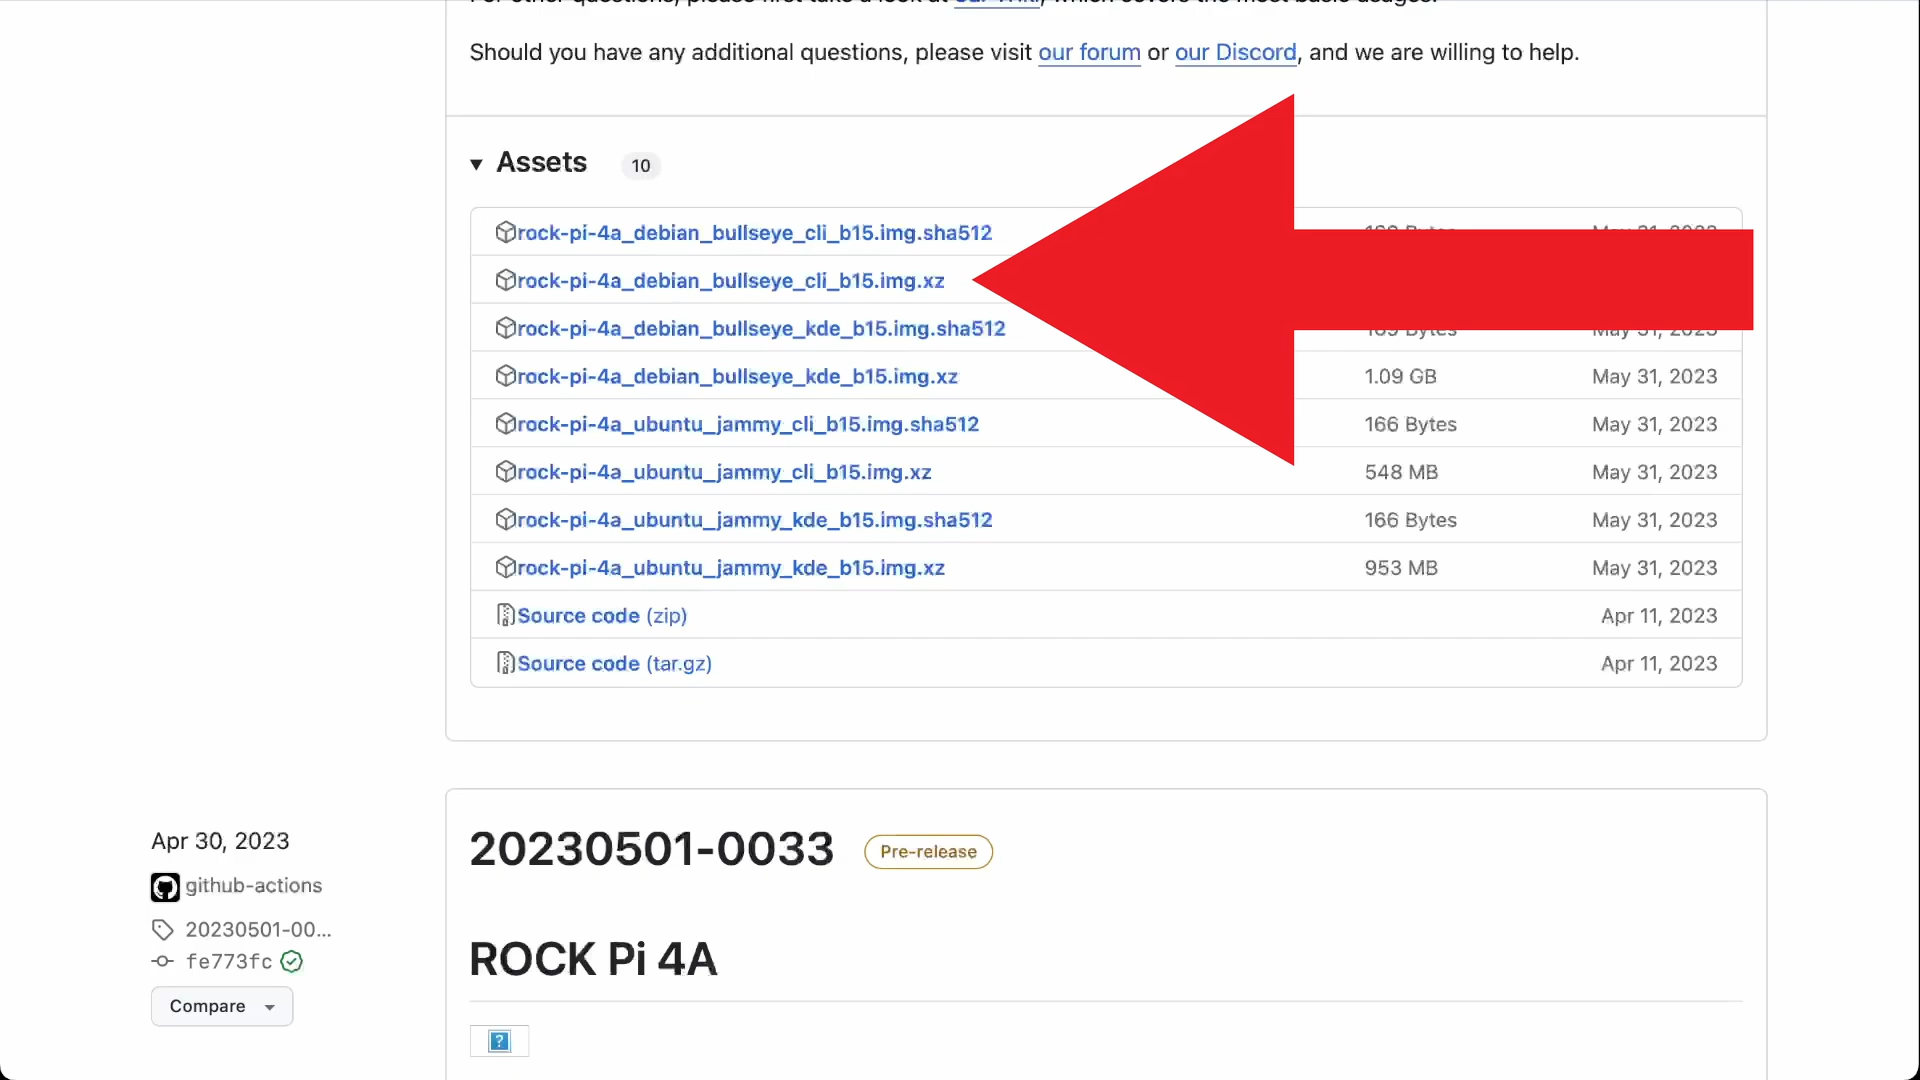 Should you have any additional questions, please visit our forum or our Discord, and we are willing to help.
Assets 10
rock-pi-4a_debian_bullseye_cli_b15.img.sha512
rock-pi-4a_debian_bullseye_cli_b15.img.xz
rock-pi-4a_debian_bullseye_kde_b15.img.sha512 169 Bytes May 31, 2023
rock-pi-4a_debian_bullseye_kde_b15.img.xz 1.09 GB May 31, 2023
rock-pi-4a_ubuntu_jammy_cli_b15.img.sha512 166 Bytes May 31, 2023
rock-pi-4a_ubuntu_jammy_cli_b15.img.xz 548 MB May 31, 2023
rock-pi-4a_ubuntu_jammy_kde_b15.img.sha512 166 Bytes May 31, 2023
rock-pi-4a_ubuntu_jammy_kde_b15.img.xz 953 MB May 31, 2023
Source code (zip) Apr 11, 2023
Source code (tar.gz) Apr 11, 2023
Apr 30, 2023
github-actions
20230501-00...
fe773fc
Compare
20230501-0033 Pre-release
ROCK Pi 4A